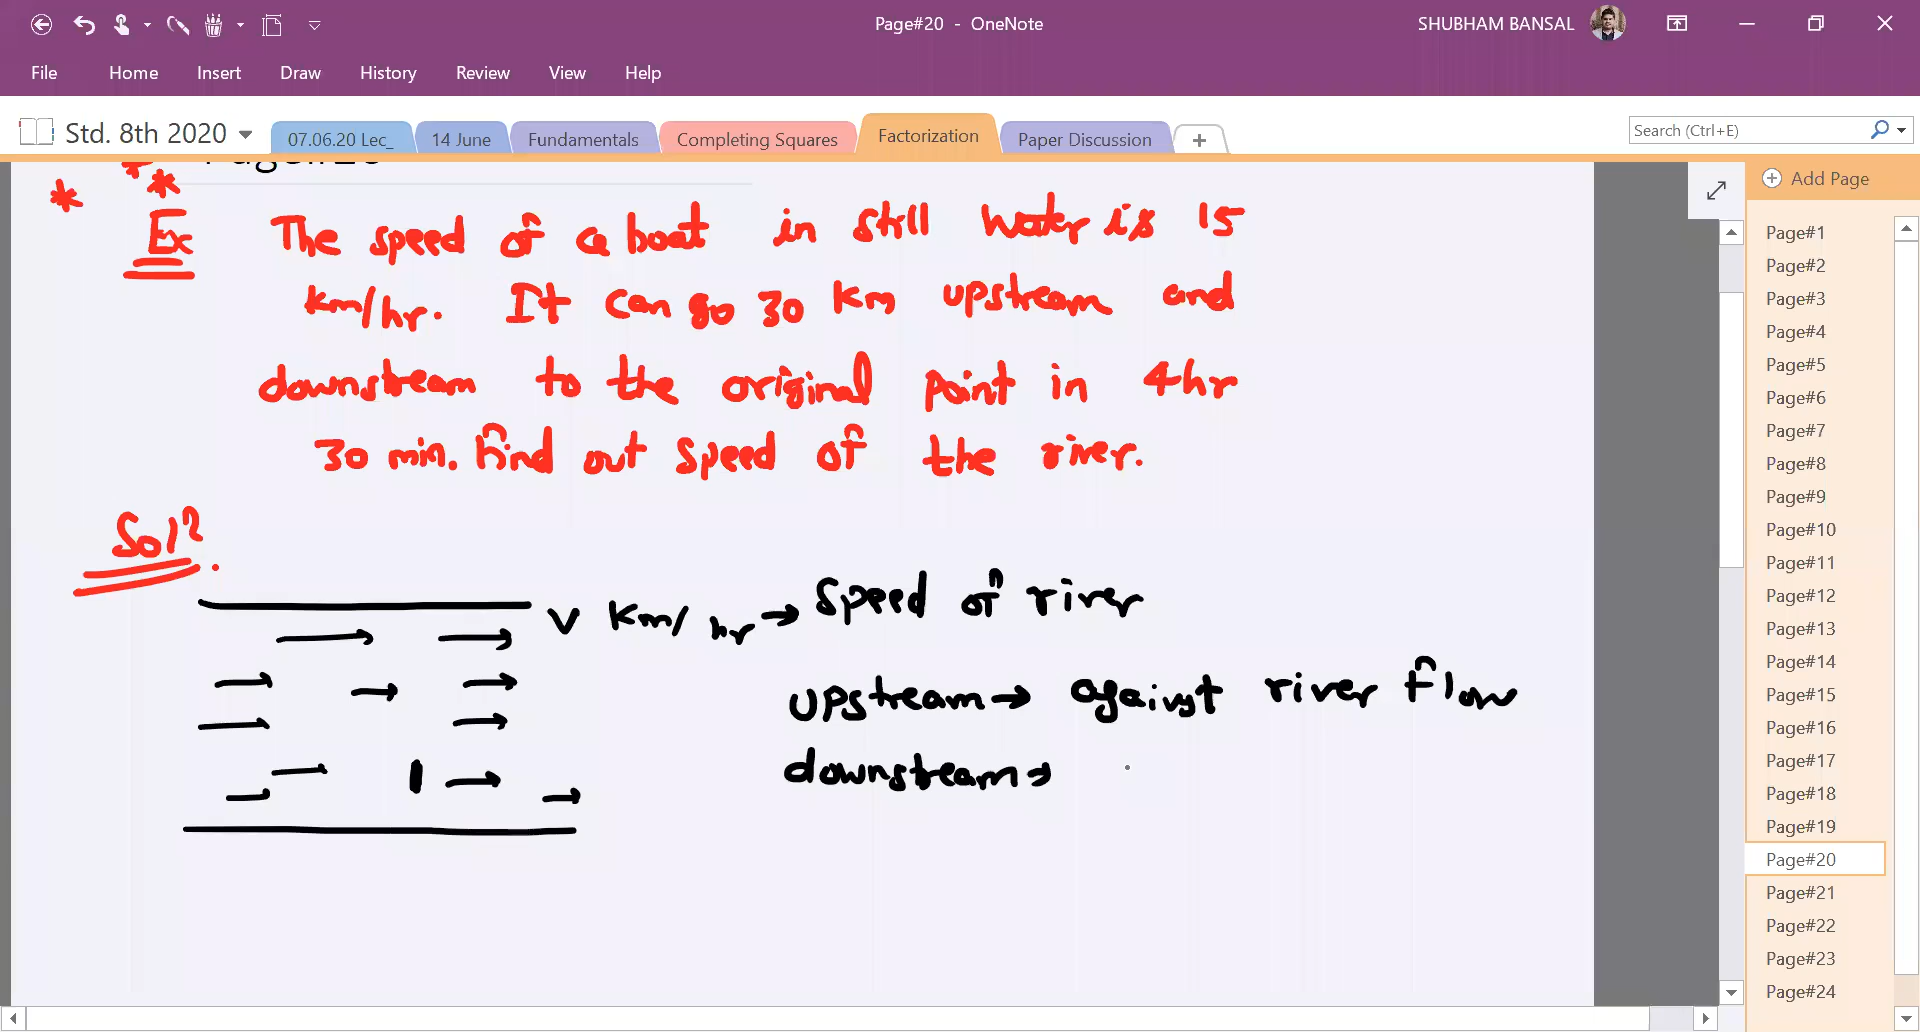 Page#20 - OneNote
SHUBHAM BANSAL
File Home Insert Draw History Review View Help
Std. 8th 2020
07.06.20 Lec_ 14 June Fundamentals Completing Squares Factorization Paper Discussion +
Search (Ctrl+E)
Page#20
Ex The speed of a boat in still water is 15
km/hr. It can go 30 km upstream and
downstream to the original point in 4hr
30 min. find out speed of the river.
Soln.
v km/hr → speed of river
upstream → against river flow
downstream →
Add Page
Page#1
Page#2
Page#3
Page#4
Page#5
Page#6
Page#7
Page#8
Page#9
Page#10
Page#11
Page#12
Page#13
Page#14
Page#15
Page#16
Page#17
Page#18
Page#19
Page#20
Page#21
Page#22
Page#23
Page#24